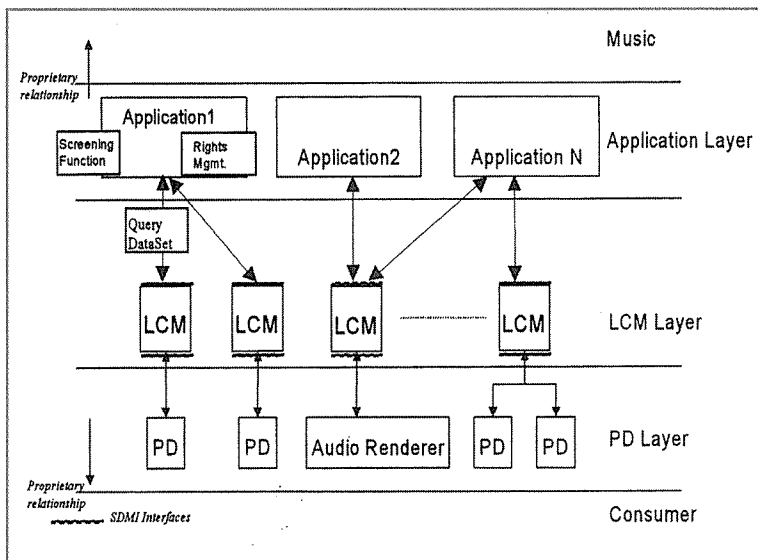 Music
Proprietary
relationship
Application1
Screening
Function
Rights
Mgmt.
Application2
Application N
Application Layer
Query
DataSet
LCM
LCM
LCM
LCM
LCM Layer
PD
PD
Audio Renderer
PD
PD
PD Layer
Proprietary
relationship
SDMI Interfaces
Consumer